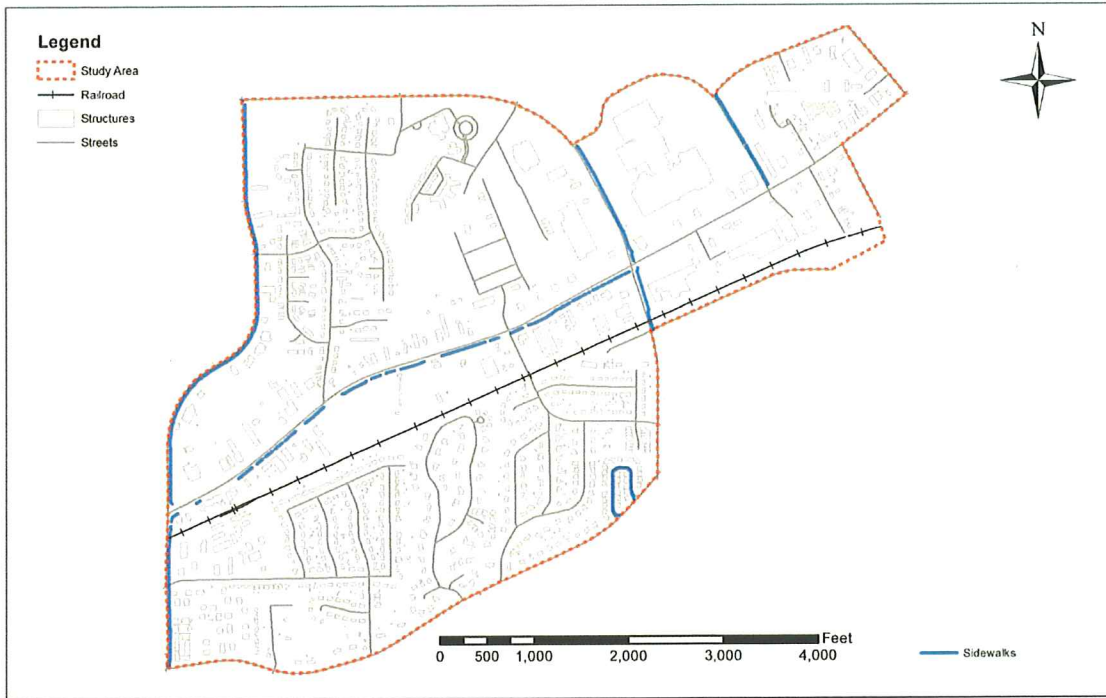 Legend
Study Area
Railroad
Structures
Streets
N
Feet
0 500 1,000 2,000 3,000 4,000
Sidewalks